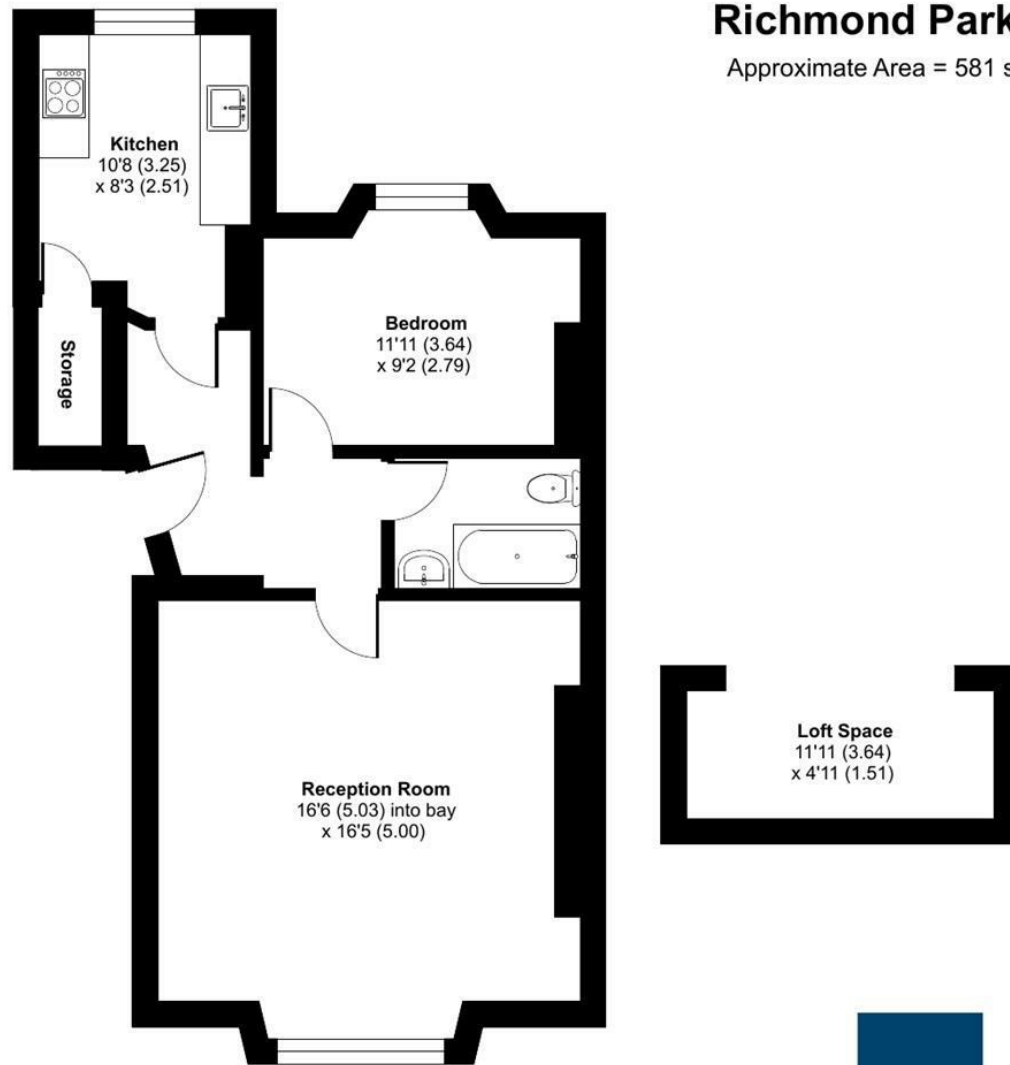 Richmond Park
Approximate Area = 581 s
Kitchen
10'8 (3.25)
x 8'3 (2.51)
Bedroom
11'11 (3.64)
x 9'2 (2.79)
Storage
Loft Space
11'11 (3.64)
x 4'11 (1.51)
Reception Room
16'6 (5.03) into bay
x 16'5 (5.00)